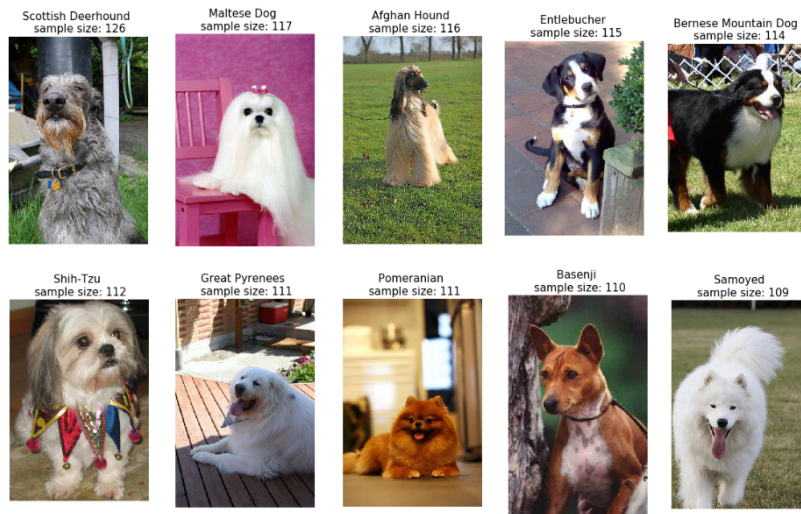 Scottish Deerhound
sample size: 126
Maltese Dog
sample size: 117
Afghan Hound
sample size: 116
Entlebucher
sample size: 115
Bernese Mountain Dog
sample size: 114
Shih-Tzu
sample size: 112
Great Pyrenees
sample size: 111
Pomeranian
sample size: 111
Basenji
sample size: 110
Samoyed
sample size: 109